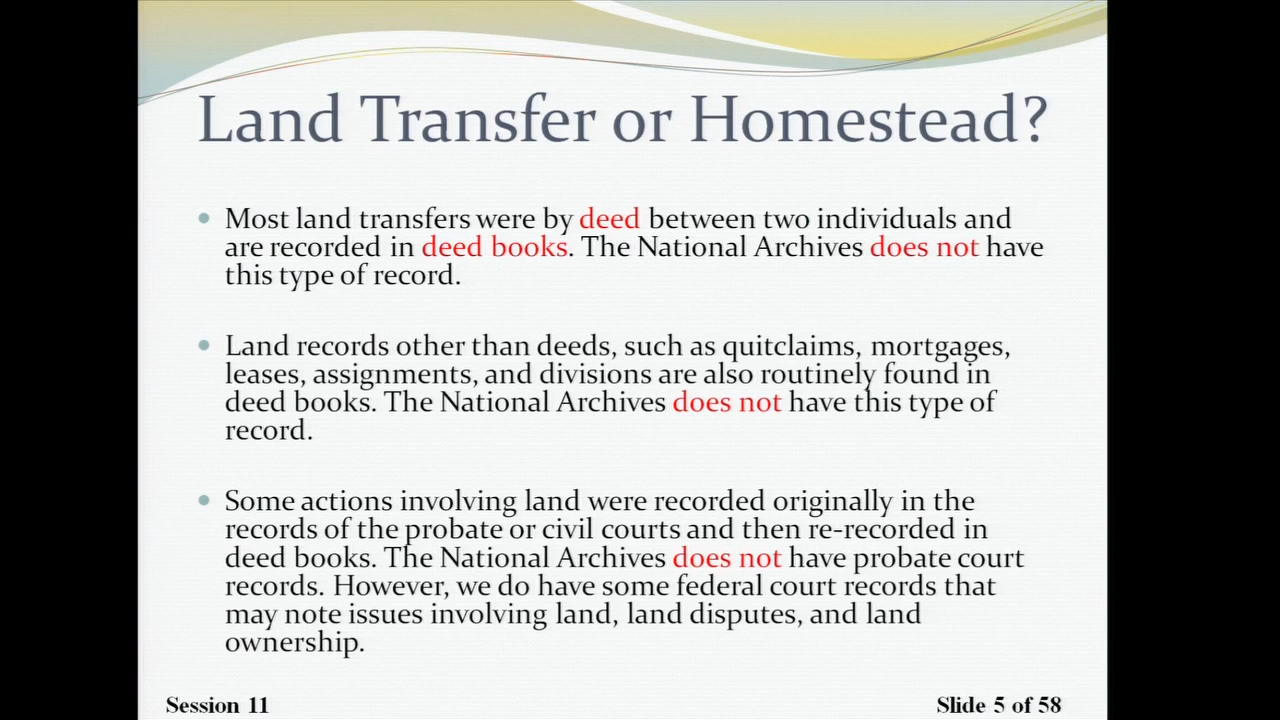 Land Transfer or Homestead?
• Most land transfers were by deed between two individuals and
are recorded in deed books. The National Archives does not have
this type of record.
• Land records other than deeds, such as quitclaims, mortgages,
leases, assignments, and divisions are also routinely found in
deed books. The National Archives does not have this type of
record.
• Some actions involving land were recorded originally in the
records of the probate or civil courts and then re-recorded in
deed books. The National Archives does not have probate court
records. However, we do have some federal court records that
may note issues involving land, land disputes, and land
ownership.
Session 11
Slide 5 of 58